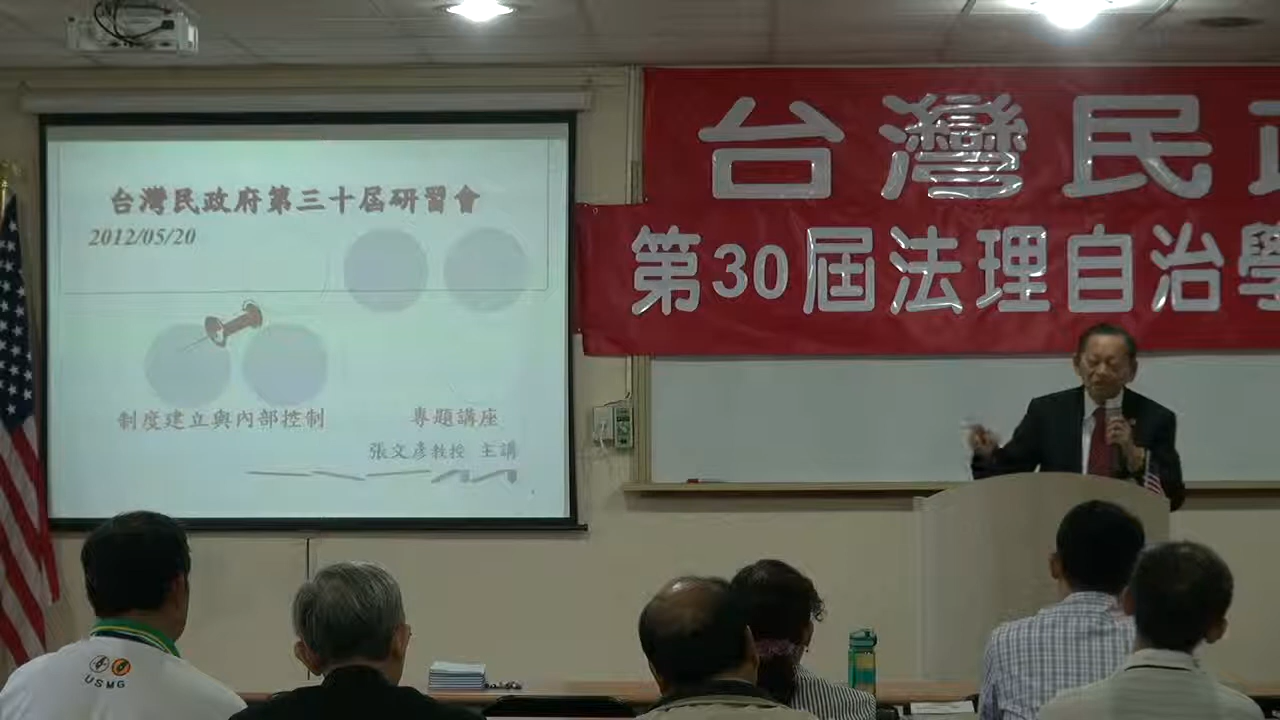 台灣民政府第三十屆研習會
2012/05/20
制度建立與內部控制
專題講座
張文彥教授 主講
台灣民政
第30屆法理自治學
USMG